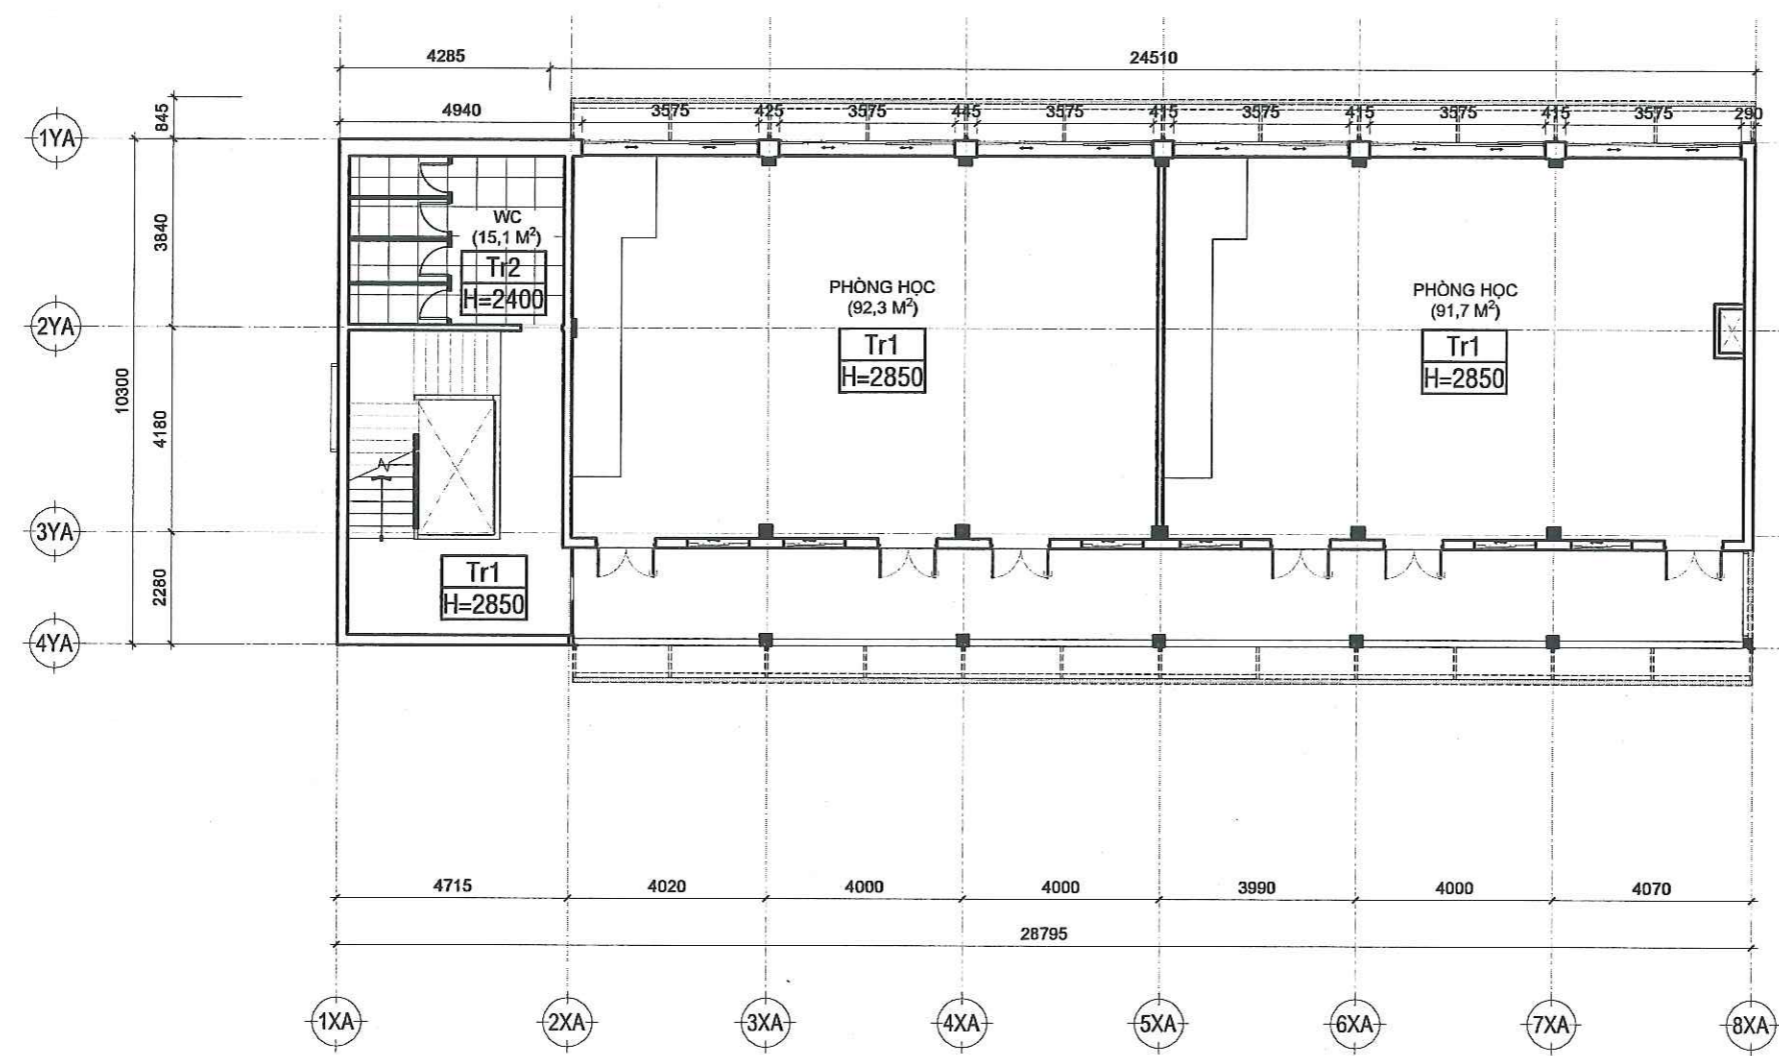 4285
24510
845
4940
3575
425
3575
445
3575
415
3575
415
3575
415
3575
290
1YA
3840
WC
(15,1 M²)
Tr2
H=2400
PHÒNG HỌC
(92,3 M²)
Tr1
H=2850
PHÒNG HỌC
(91,7 M²)
Tr1
H=2850
2YA
10300
4180
3YA
2280
Tr1
H=2850
4YA
4715
4020
4000
4000
3990
4000
4070
28795
1XA
2XA
3XA
4XA
5XA
6XA
7XA
8XA